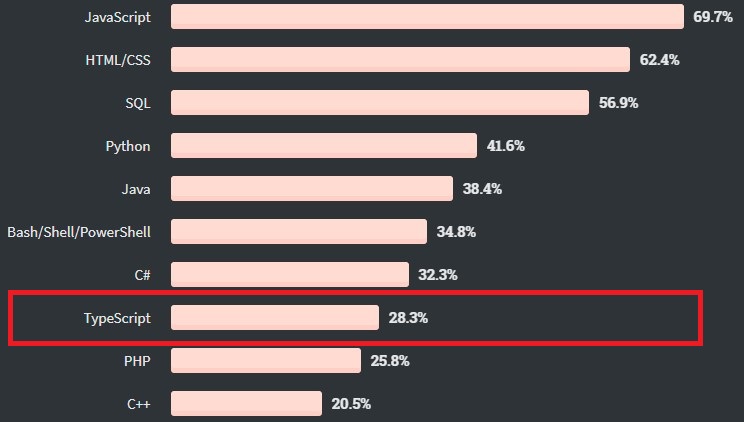 JavaScript 69.7%
HTML/CSS 62.4%
SQL 56.9%
Python 41.6%
Java 38.4%
Bash/Shell/PowerShell 34.8%
C# 32.3%
TypeScript 28.3%
PHP 25.8%
C++ 20.5%